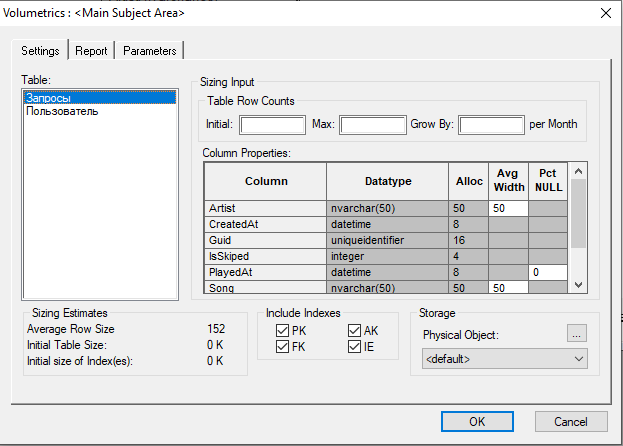 Volumetrics : <Main Subject Area>
Settings Report Parameters
Table:
Запросы
Пользователь
Sizing Input
Table Row Counts
Initial: Max: Grow By: per Month
Column Properties:
Column Datatype Alloc Avg Width Pct NULL
Artist nvarchar(50) 50 50
CreatedAt datetime 8
Guid uniqueidentifier 16
IsSkiped integer 4
PlayedAt datetime 8 0
Song nvarchar(50) 50 50
Sizing Estimates
Average Row Size 152
Initial Table Size: 0 K
Initial size of Index(es): 0 K
Include Indexes
PK AK
FK IE
Storage
Physical Object: ...
<default>
OK Cancel